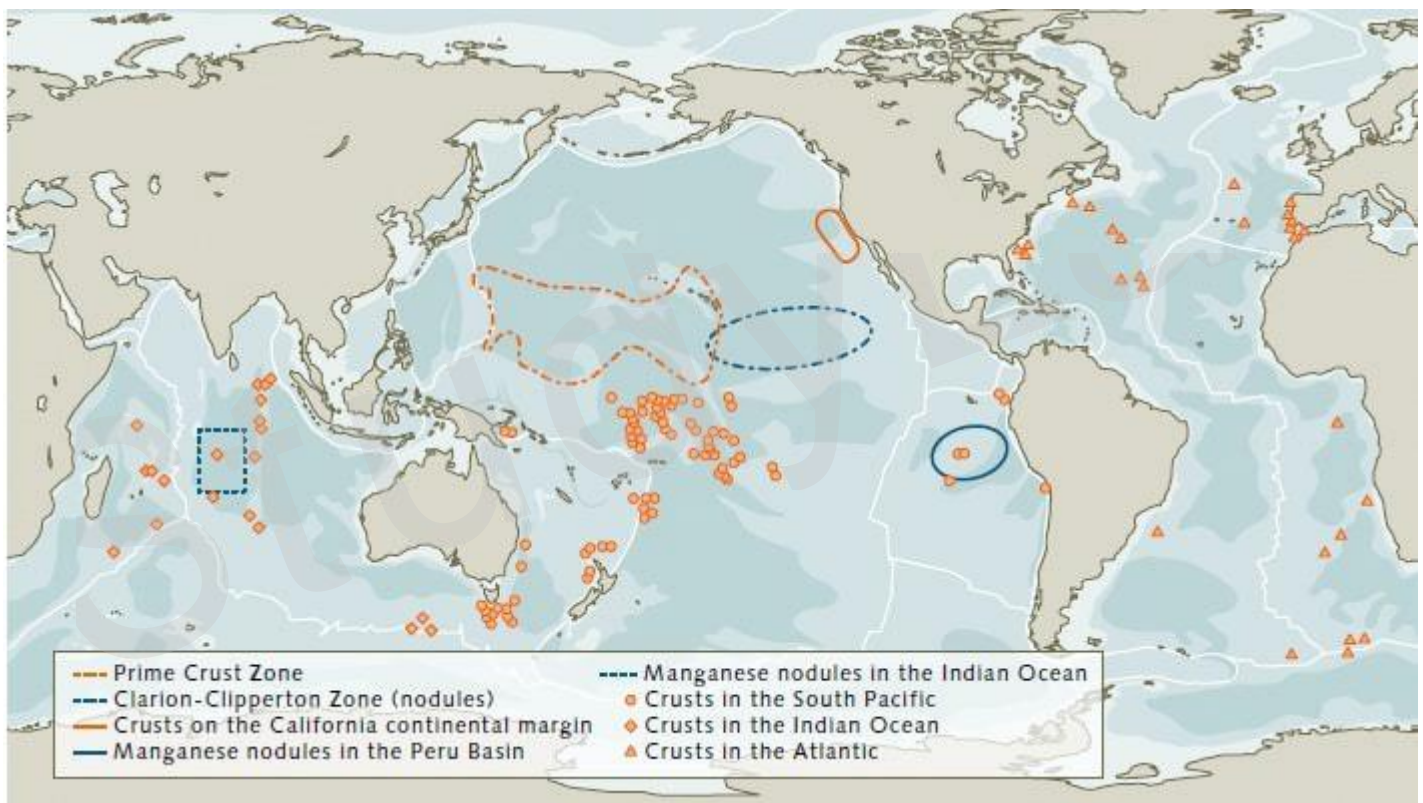 Prime Crust Zone
Clarion-Clipperton Zone (nodules)
Crusts on the California continental margin
Manganese nodules in the Peru Basin
Manganese nodules in the Indian Ocean
Crusts in the South Pacific
Crusts in the Indian Ocean
Crusts in the Atlantic